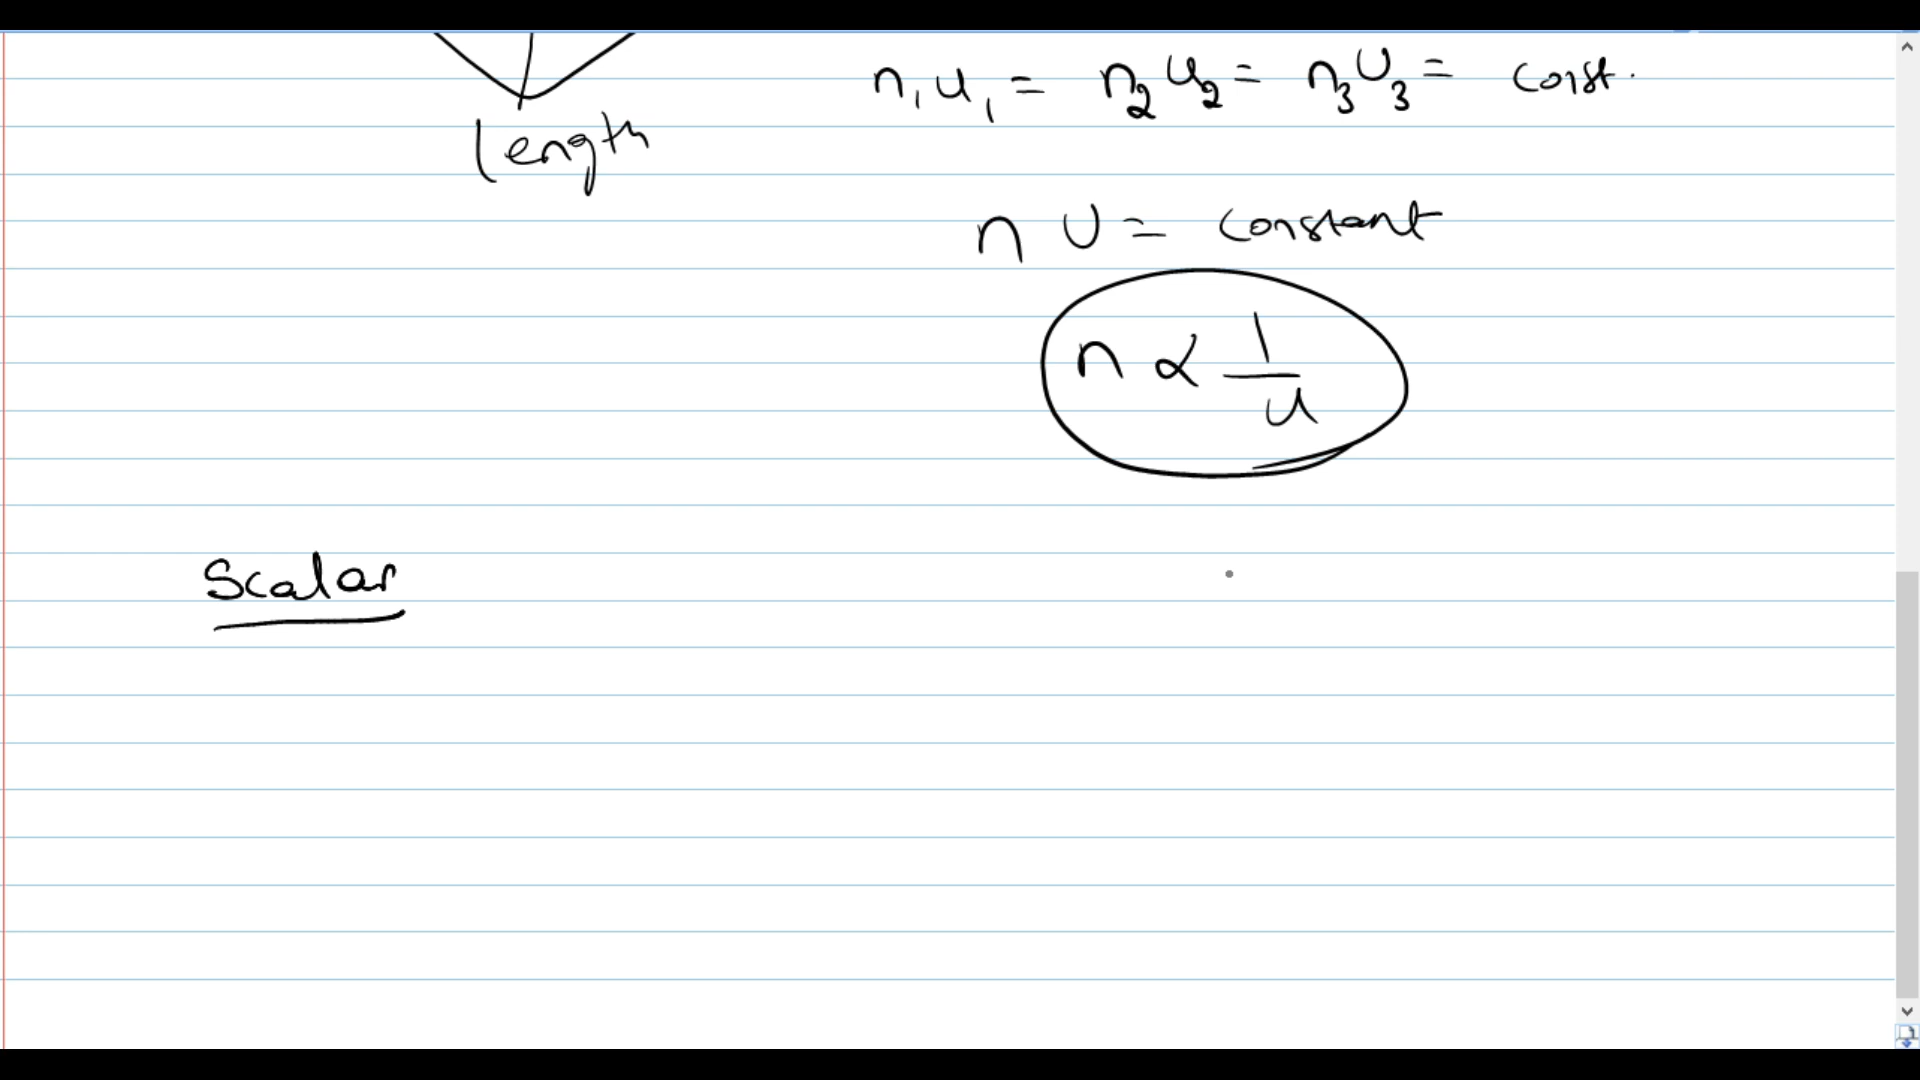 n₁u₁ = n₂u₂ = n₃U₃ = const.
length
n U = constant
n ∝ 1/u
Scalar